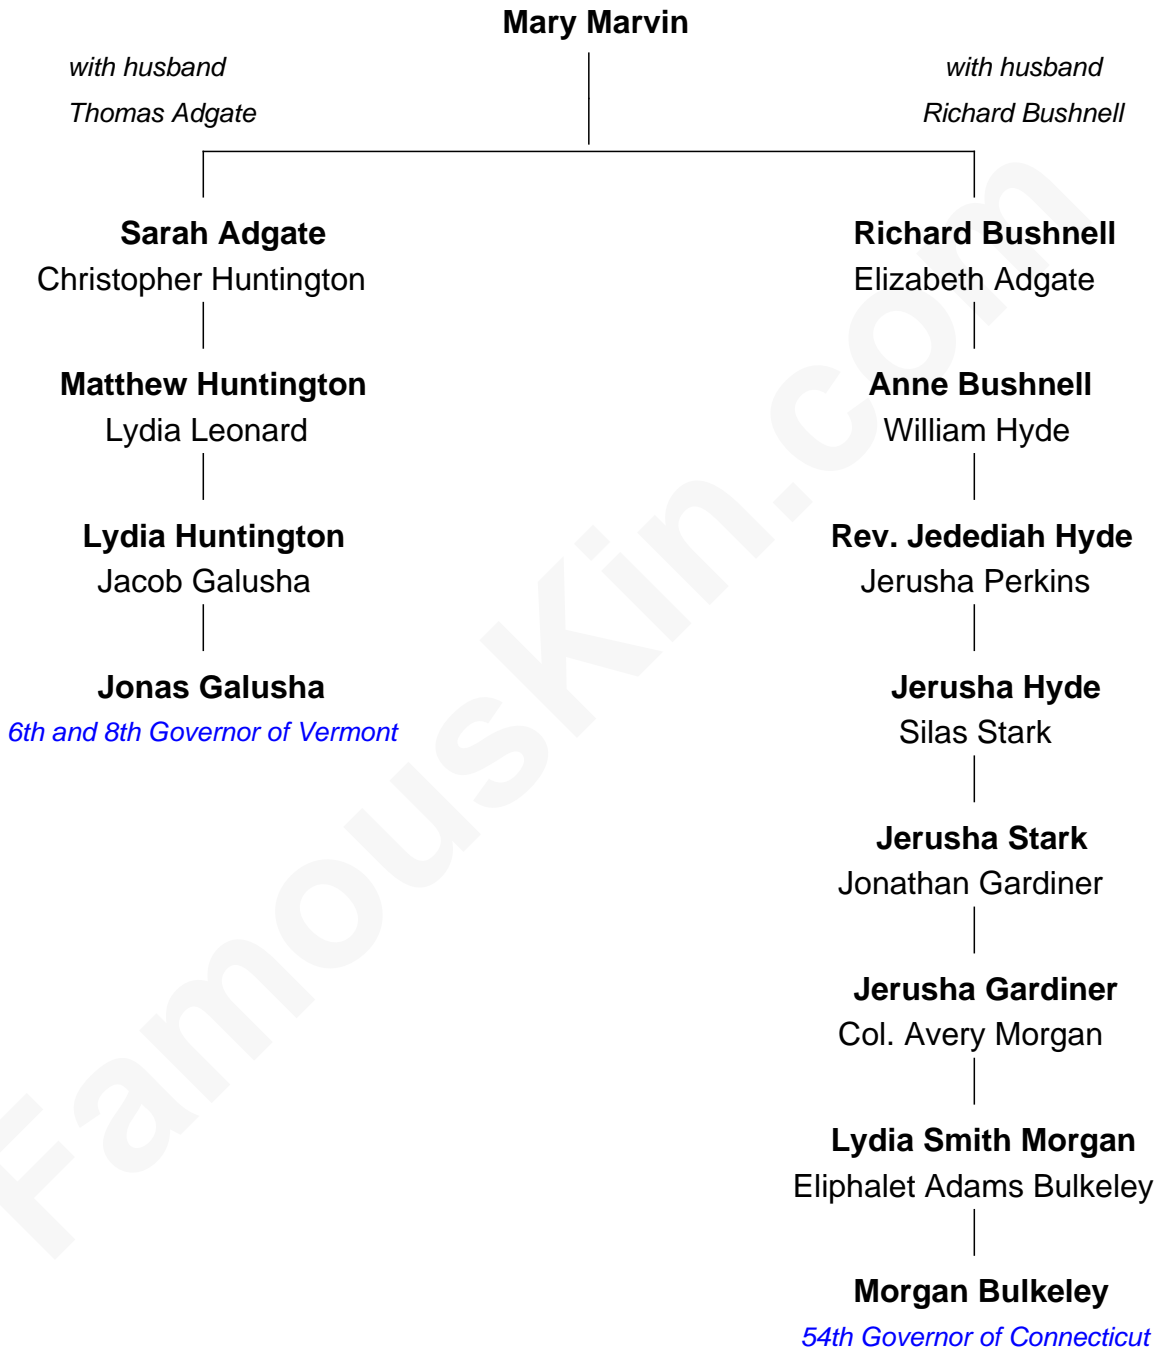 Mary Marvin
with husband
Thomas Adgate
with husband
Richard Bushnell
Sarah Adgate
Christopher Huntington
Matthew Huntington
Lydia Leonard
Lydia Huntington
Jacob Galusha
Jonas Galusha
6th and 8th Governor of Vermont
Richard Bushnell
Elizabeth Adgate
Anne Bushnell
William Hyde
Rev. Jedediah Hyde
Jerusha Perkins
Jerusha Hyde
Silas Stark
Jerusha Stark
Jonathan Gardiner
Jerusha Gardiner
Col. Avery Morgan
Lydia Smith Morgan
Eliphalet Adams Bulkeley
Morgan Bulkeley
54th Governor of Connecticut
FamousKin.com